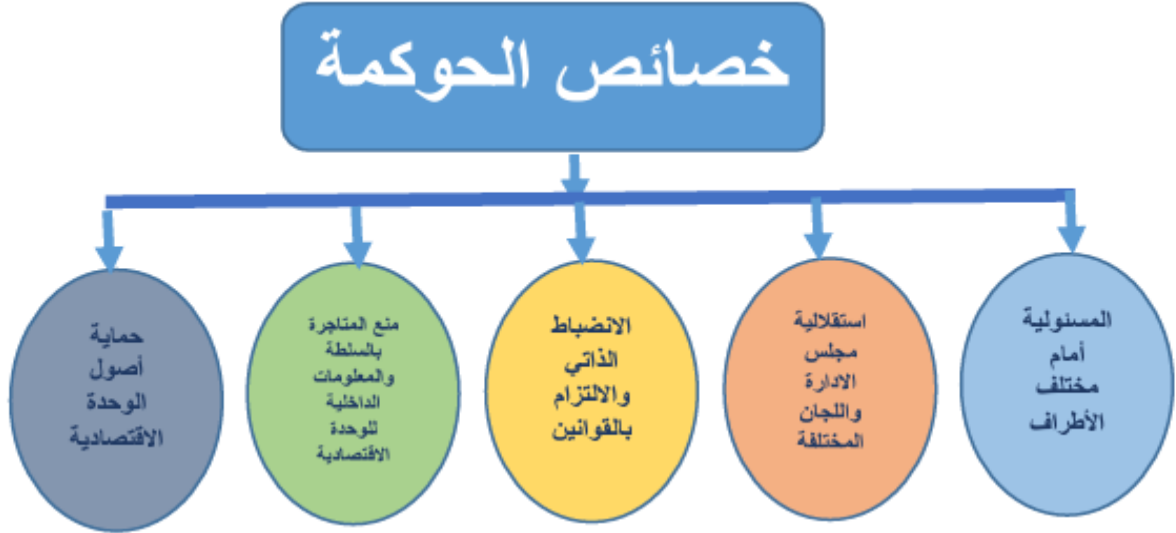 خصائص الحوكمة
المسئولية
أمام
مختلف
الأطراف
استقلالية
مجلس
الادارة
واللجان
المختلفة
الانضباط
الذاتي
والالتزام
بالقوانين
منع المتاجرة
بالسلطة
والمعلومات
الداخلية
للوحدة
الاقتصادية
حماية
أصول
الوحدة
الاقتصادية